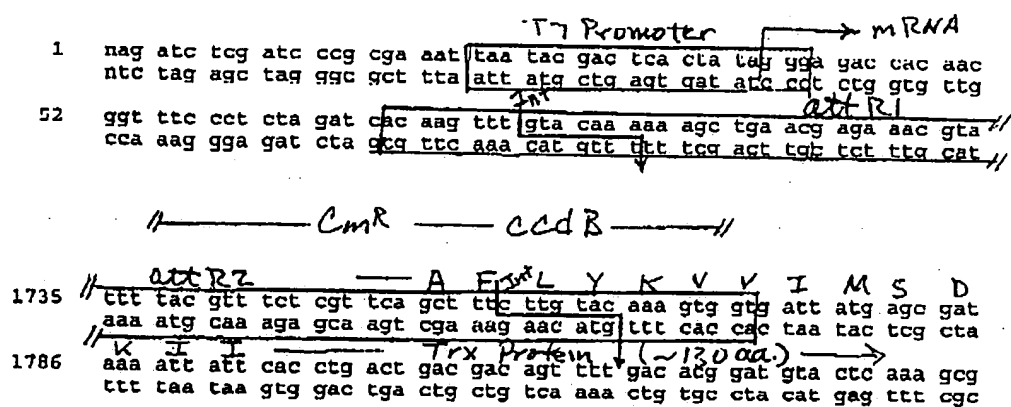 T7 Promoter mRNA
1 nag atc tcg atc ccg cga aat taa tac gac tca cta tag gga gac cac aac
ntc tag agc tag ggc gct tta att atg ctg agt gat atc cct ctg gtg ttg
Int attR1
52 ggt ttc cct cta gat cac aag ttt gta caa aaa agc tga acg aga aac gta
cca aag gga gat cta gcg ttc aaa cat gtt ttt tcg agt tgc tct ttg cat
CmR ccdB
attR2 A F Int L Y K V V I M S D
1735 ttt tac gtt tct cgt tca gct ttc ttg tac aaa gtg gtg att atg agc gat
aaa atg caa aga gca agt cga aag aac atg ttt cac cac taa tac tcg cta
K I I Trx Protein (~120 aa.)
1786 aaa att att cac ctg act gac gac agt ttt gac acg gat gta ctc aaa gcg
ttt taa taa gtg gac tga ctg ctg tca aaa ctg tgc cta cat gag ttt cgc